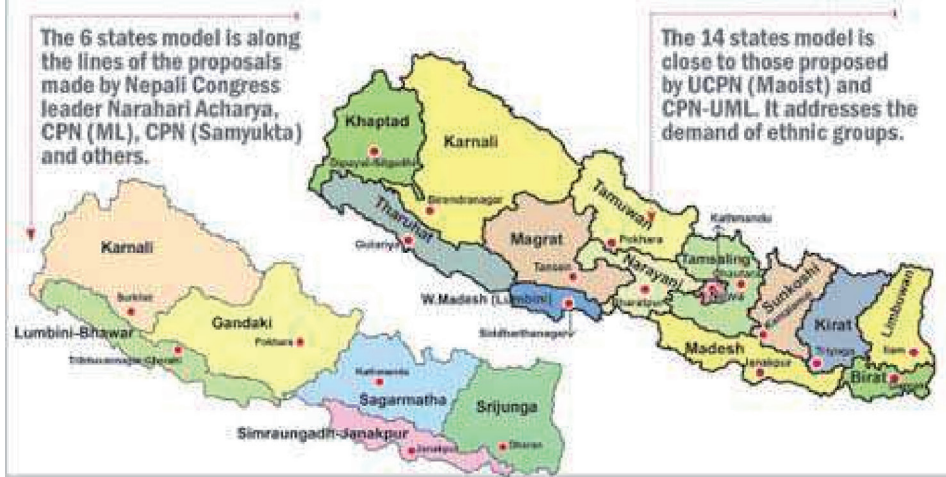 The 6 states model is along
the lines of the proposals
made by Nepali Congress
leader Narahari Acharya,
CPN (ML), CPN (Samyukta)
and others.
The 14 states model is
close to those proposed
by UCPN (Maoist) and
CPN-UML. It addresses the
demand of ethnic groups.
Khaptad
Karnali
Birendranagar
Tharuhat
Gulariya
Magrat
Tansen
Tamuwan
Pokhara
Kathmandu
Tamsaling
Narayani
Bharatpur
W.Madesh (Lumbini)
Siddharthanagar
Sunkoshi
Kirat
Limbuwan
Ilam
Madesh
Janakpur
Birat
Karnali
Surkhet
Lumbini-Bhawar
Gandaki
Pokhara
Kathmandu
Sagarmatha
Srijunga
Dharan
Simraungadh-Janakpur
Janakpur